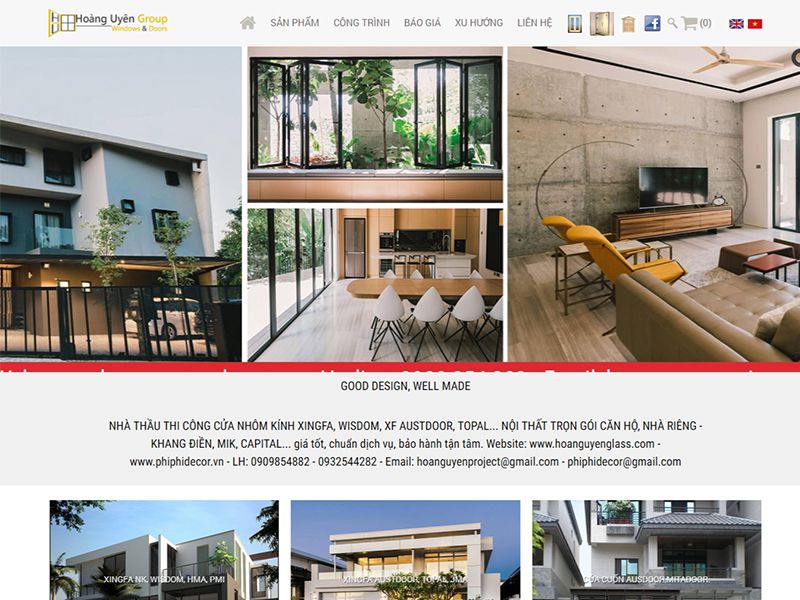 Hoàng Uyên Group
Windows & Doors
SẢN PHẨM CÔNG TRÌNH BÁO GIÁ XU HƯỚNG LIÊN HỆ (0)
GOOD DESIGN, WELL MADE
NHÀ THẦU THI CÔNG CỬA NHÔM KÍNH XINGFA, WISDOM, XF AUSTDOOR, TOPAL... NỘI THẤT TRỌN GÓI CĂN HỘ, NHÀ RIÊNG -
KHANG ĐIỀN, MIK, CAPITAL... giá tốt, chuẩn dịch vụ, bảo hành tận tâm. Website: www.hoanguyenglass.com -
www.phiphidecor.vn - LH: 0909854882 - 0932544282 - Email: hoanguyenproject@gmail.com - phiphidecor@gmail.com
XINGFA NK, WISDOM, HMA, PMI
XINGFA AUSTDOOR, TOPAL, JMA
CỬA CUỐN AUSDOOR,MITADOOR,